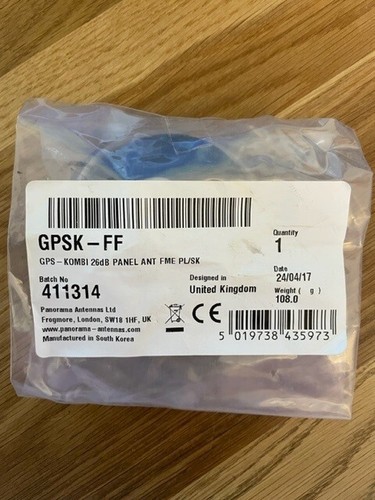 GPSK-FF
GPS-KOMBI 26dB PANEL ANT FME PL/SK
Quantity
1
Batch No
411314
Designed in
United Kingdom
Date
24/04/17
Weight ( g )
108.0
Panorama Antennas Ltd
Frogmore, London, SW18 1HF, UK
www.panorama-antennas.com
Manufactured in South Korea
CE
5 019738 435973